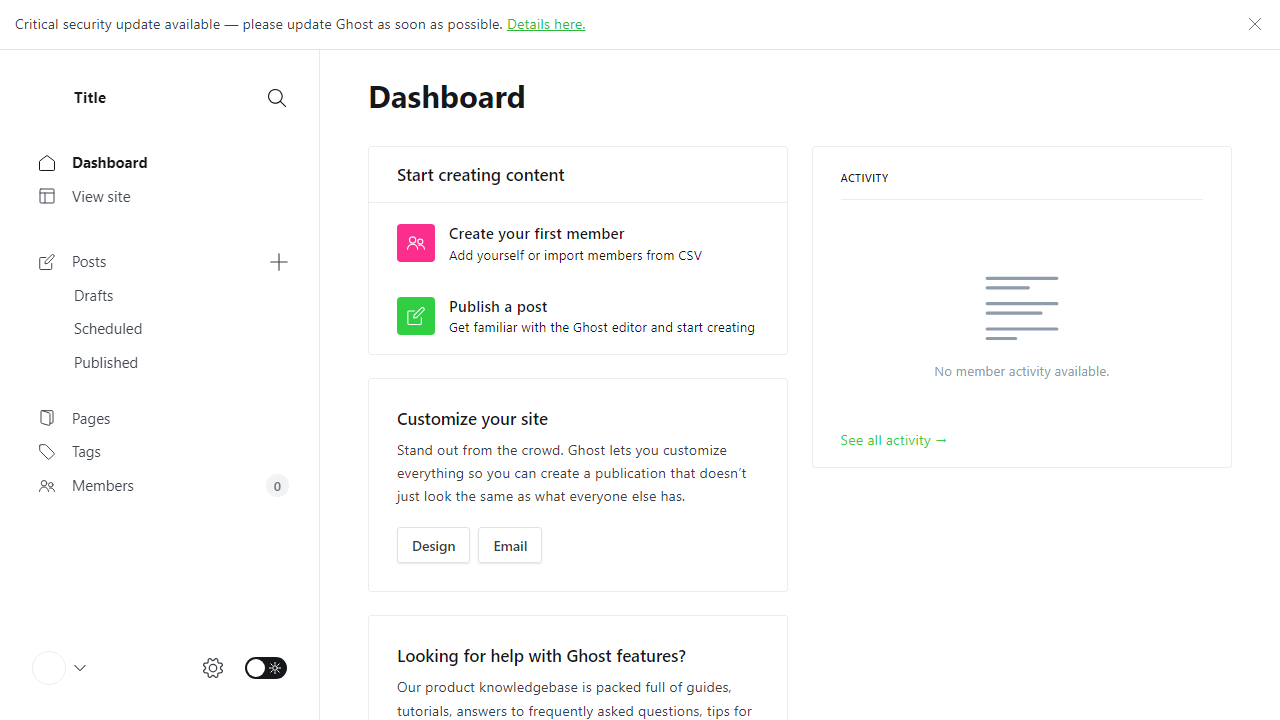 Critical security update available — please update Ghost as soon as possible. Details here.
Title
Dashboard
View site
Posts
Drafts
Scheduled
Published
Pages
Tags
Members
0
Dashboard
Start creating content
Create your first member
Add yourself or import members from CSV
Publish a post
Get familiar with the Ghost editor and start creating
Customize your site
Stand out from the crowd. Ghost lets you customize
everything so you can create a publication that doesn’t
just look the same as what everyone else has.
Design
Email
Looking for help with Ghost features?
Our product knowledgebase is packed full of guides,
tutorials, answers to frequently asked questions, tips for
ACTIVITY
No member activity available.
See all activity →